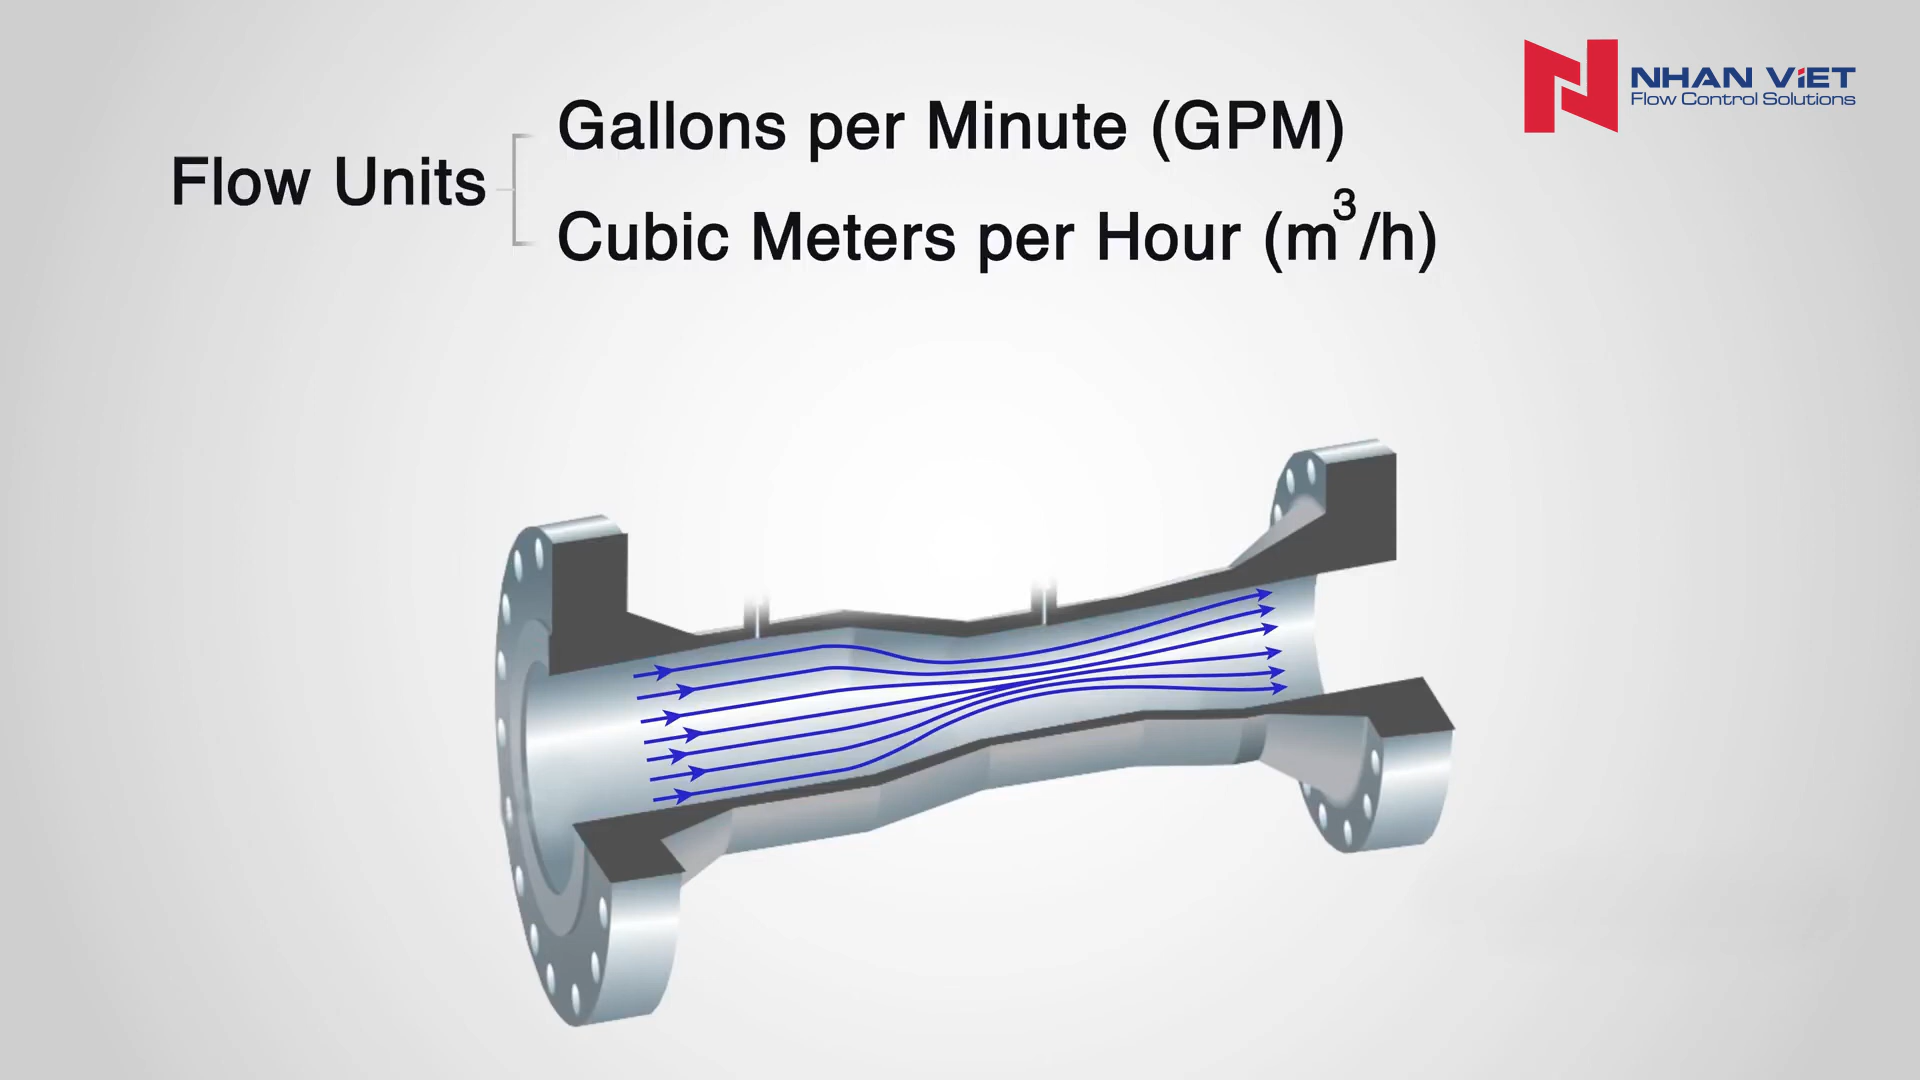 NHAN ViET
Flow Control Solutions
Flow Units
Gallons per Minute (GPM)
Cubic Meters per Hour (m³/h)